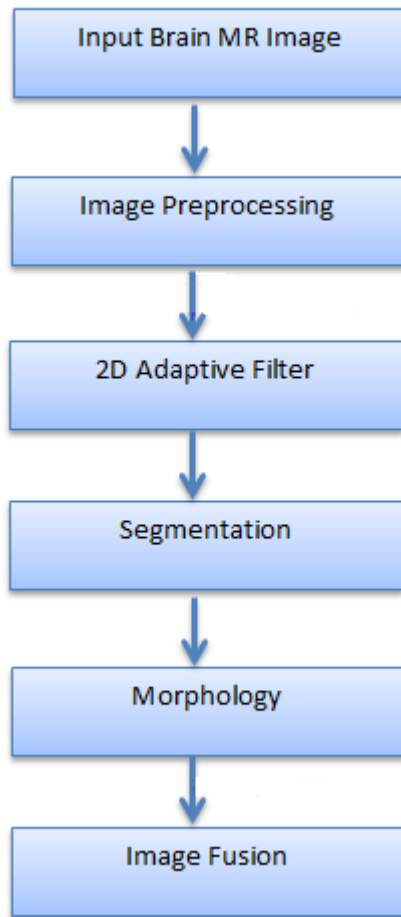 Input Brain MR Image
Image Preprocessing
2D Adaptive Filter
Segmentation
Morphology
Image Fusion